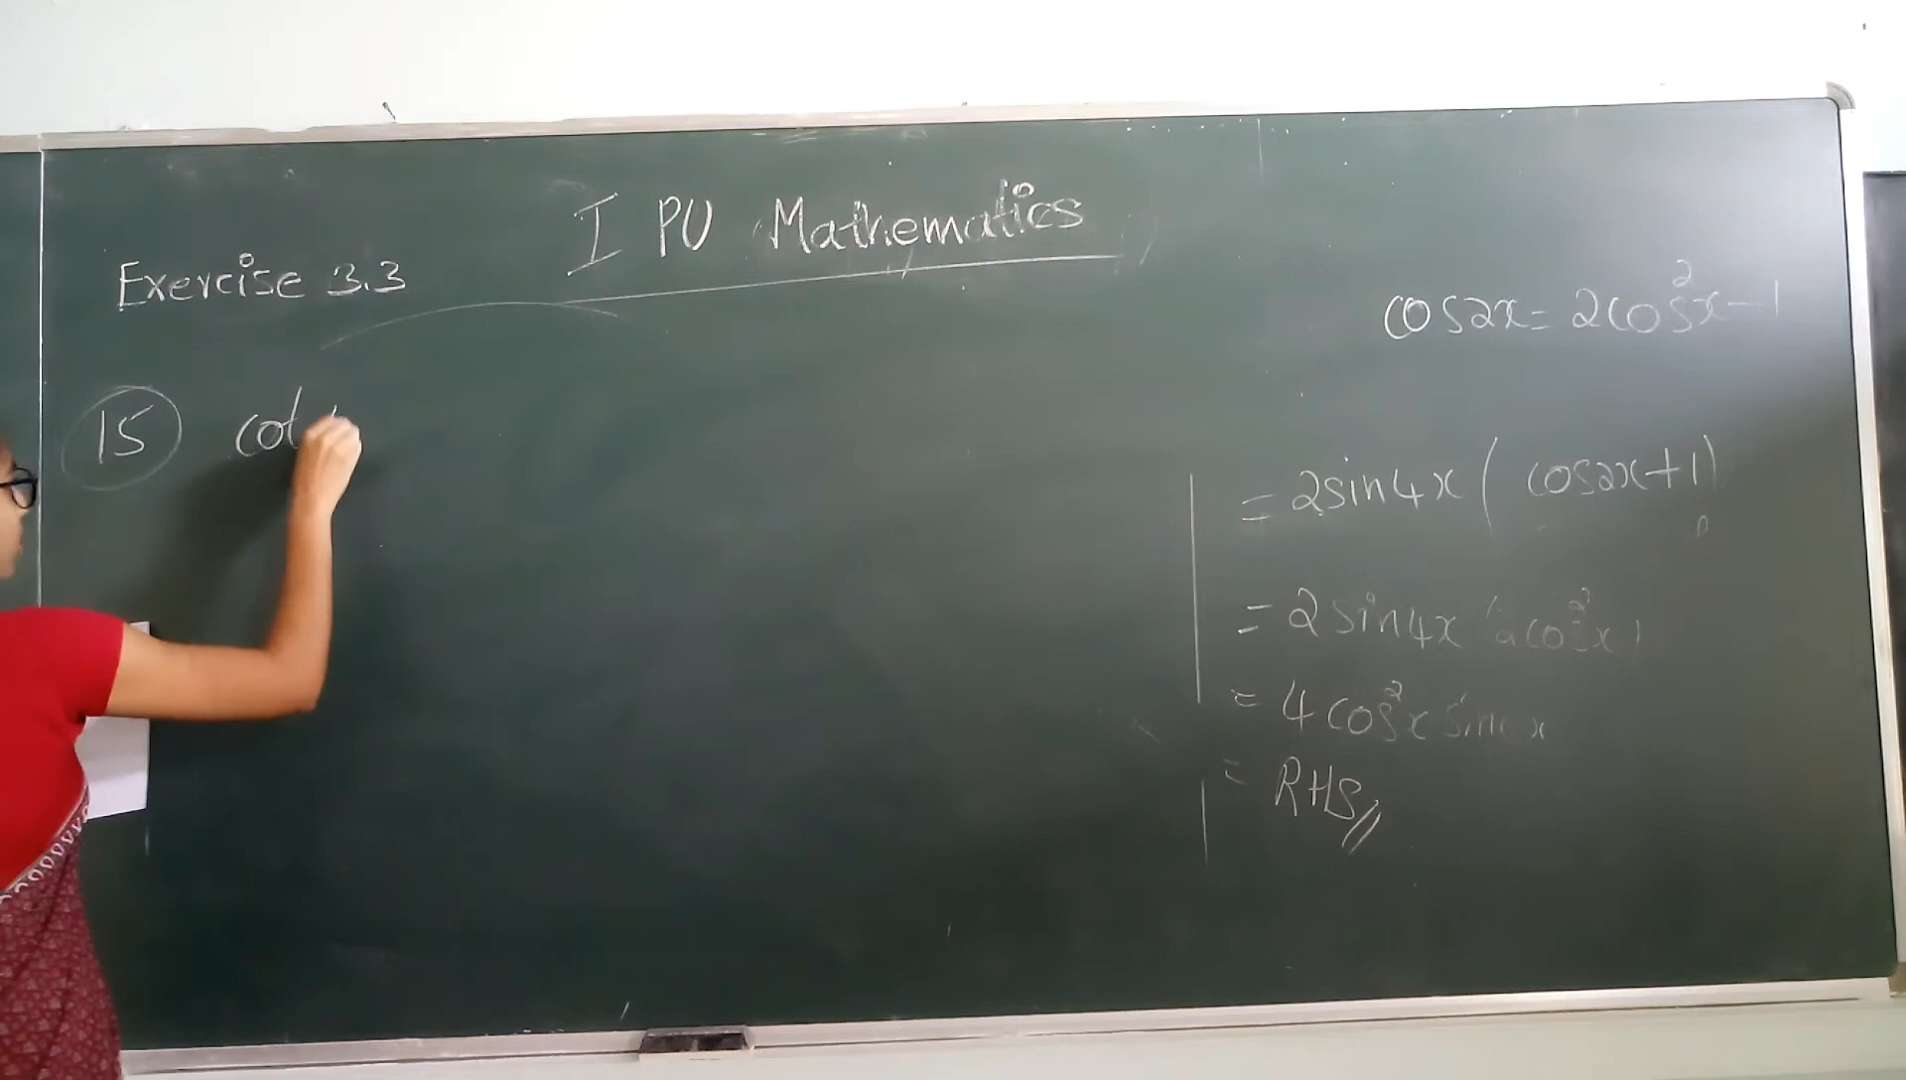 I PU Mathematics
Exercise 3.3
cos2x = 2cos²x - 1
15 cot
= 2sin4x ( cos2x + 1 )
= 2sin4x (2cos²x)
= 4cos²x sin4x
= RHS //